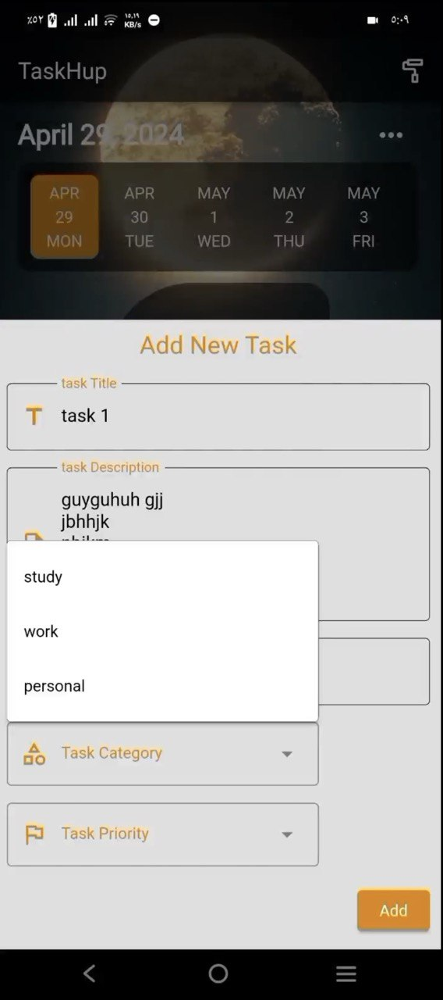 ٪٥٢ ١٥,١٩ KB/s ٥:٠٩
TaskHup
April 29, 2024
APR APR MAY MAY MAY
29 30 1 2 3
MON TUE WED THU FRI
Add New Task
task Title
task 1
task Description
guyguhuh gjj
jbhhjk
study
work
personal
Task Category
Task Priority
Add